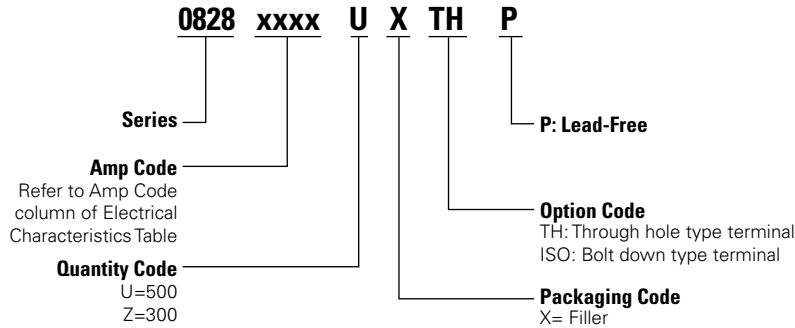 0828 xxxx U X TH P
Series
Amp Code
Refer to Amp Code
column of Electrical
Characteristics Table
Quantity Code
U=500
Z=300
P: Lead-Free
Option Code
TH: Through hole type terminal
ISO: Bolt down type terminal
Packaging Code
X= Filler